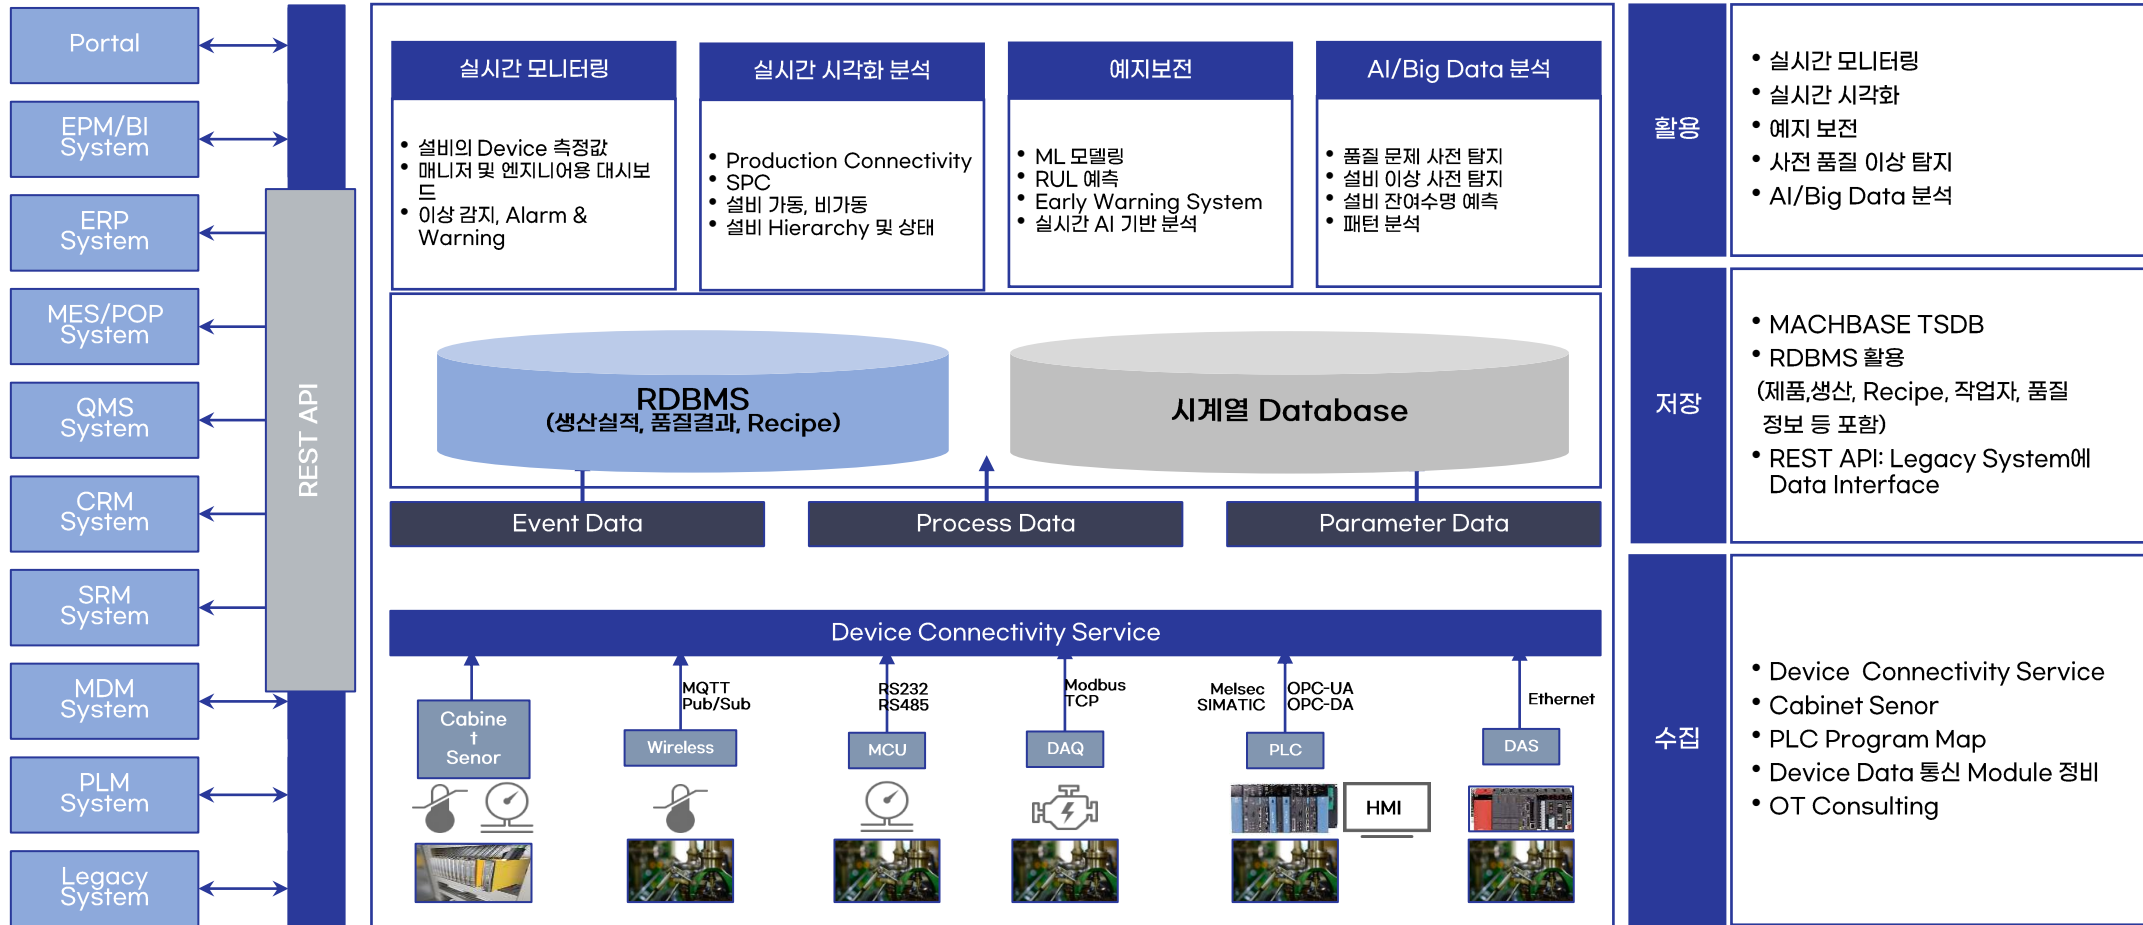 Portal
EPM/BI
System
ERP
System
MES/POP
System
QMS
System
CRM
System
SRM
System
MDM
System
PLM
System
Legacy
System
REST API
실시간 모니터링
설비의 Device 측정값
매니저 및 엔지니어용 대시보
드
이상 감지, Alarm &
Warning
실시간 시각화 분석
Production Connectivity
SPC
설비 가동, 비가동
설비 Hierarchy 및 상태
예지보전
ML 모델링
RUL 예측
Early Warning System
실시간 AI 기반 분석
AI/Big Data 분석
품질 문제 사전 탐지
설비 이상 사전 탐지
설비 잔여수명 예측
패턴 분석
RDBMS
(생산실적, 품질결과, Recipe)
시계열 Database
Event Data
Process Data
Parameter Data
Device Connectivity Service
MQTT
Pub/Sub
RS232
RS485
Modbus
TCP
Melsec
SIMATIC
OPC-UA
OPC-DA
Ethernet
Cabine
t
Senor
Wireless
MCU
DAQ
PLC
DAS
HMI
활용
실시간 모니터링
실시간 시각화
예지 보전
사전 품질 이상 탐지
AI/Big Data 분석
저장
MACHBASE TSDB
RDBMS 활용
(제품,생산, Recipe, 작업자, 품질
정보 등 포함)
REST API: Legacy System에
Data Interface
수집
Device Connectivity Service
Cabinet Senor
PLC Program Map
Device Data 통신 Module 정비
OT Consulting